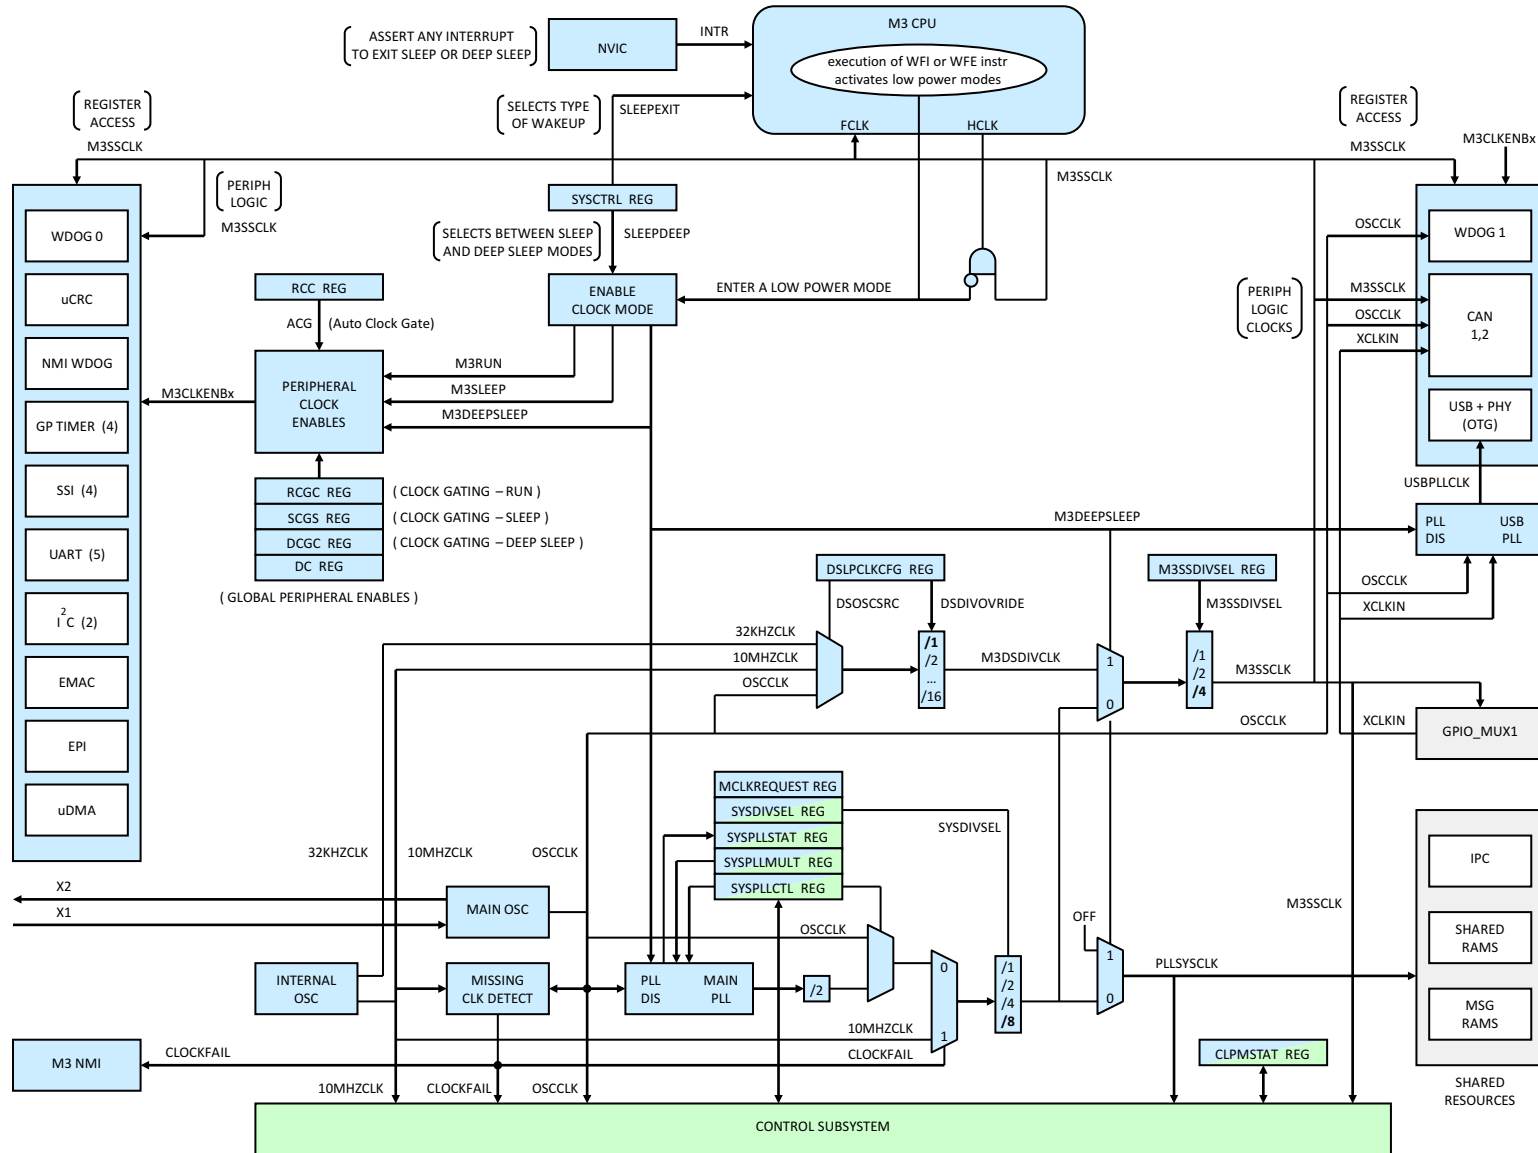 M3 CPU
ASSERT ANY INTERRUPT
TO EXIT SLEEP OR DEEP SLEEP
NVIC
INTR
execution of WFI or WFE instr
activates low power modes
REGISTER
ACCESS
SELECTS TYPE
OF WAKEUP
SLEEPEXIT
FCLK
HCLK
REGISTER
ACCESS
M3SSCLK
M3SSCLK
M3CLKENBx
PERIPH
LOGIC
M3SSCLK
M3SSCLK
SYSCTRL REG
SELECTS BETWEEN SLEEP
AND DEEP SLEEP MODES
SLEEPDEEP
WDOG 0
uCRC
NMI WDOG
GP TIMER (4)
SSI (4)
UART (5)
I2C (2)
EMAC
EPI
uDMA
OSCCLK
WDOG 1
RCC REG
ENABLE
CLOCK MODE
ENTER A LOW POWER MODE
PERIPH
LOGIC
CLOCKS
M3SSCLK
OSCCLK
XCLKIN
CAN
1,2
ACG
(Auto Clock Gate)
M3RUN
M3SLEEP
M3DEEPSLEEP
PERIPHERAL
CLOCK
ENABLES
M3CLKENBx
USB + PHY
(OTG)
USBPLLCLK
RCGC REG
( CLOCK GATING – RUN )
SCGS REG
( CLOCK GATING – SLEEP )
DCGC REG
( CLOCK GATING – DEEP SLEEP )
DC REG
( GLOBAL PERIPHERAL ENABLES )
M3DEEPSLEEP
PLL
DIS
USB
PLL
DSLPCLKCFG REG
M3SSDIVSEL REG
OSCCLK
XCLKIN
DSOSCSRC
DSDIVOVRIDE
M3SSDIVSEL
32KHZCLK
10MHZCLK
OSCCLK
/1
/2
...
/16
M3DSDIVCLK
1
0
/1
/2
/4
M3SSCLK
OSCCLK
XCLKIN
GPIO_MUX1
MCLKREQUEST REG
SYSDIVSEL REG
SYSPLLSTAT REG
SYSPLLMULT REG
SYSPLLCTL REG
SYSDIVSEL
32KHZCLK
10MHZCLK
OSCCLK
X2
X1
MAIN OSC
OSCCLK
OFF
M3SSCLK
IPC
SHARED
RAMS
MSG
RAMS
SHARED
RESOURCES
INTERNAL
OSC
MISSING
CLK DETECT
PLL
DIS
MAIN
PLL
/2
0
1
/1
/2
/4
/8
1
0
PLLSYSCLK
10MHZCLK
CLOCKFAIL
M3 NMI
CLOCKFAIL
CLPMSTAT REG
10MHZCLK
CLOCKFAIL
OSCCLK
CONTROL SUBSYSTEM